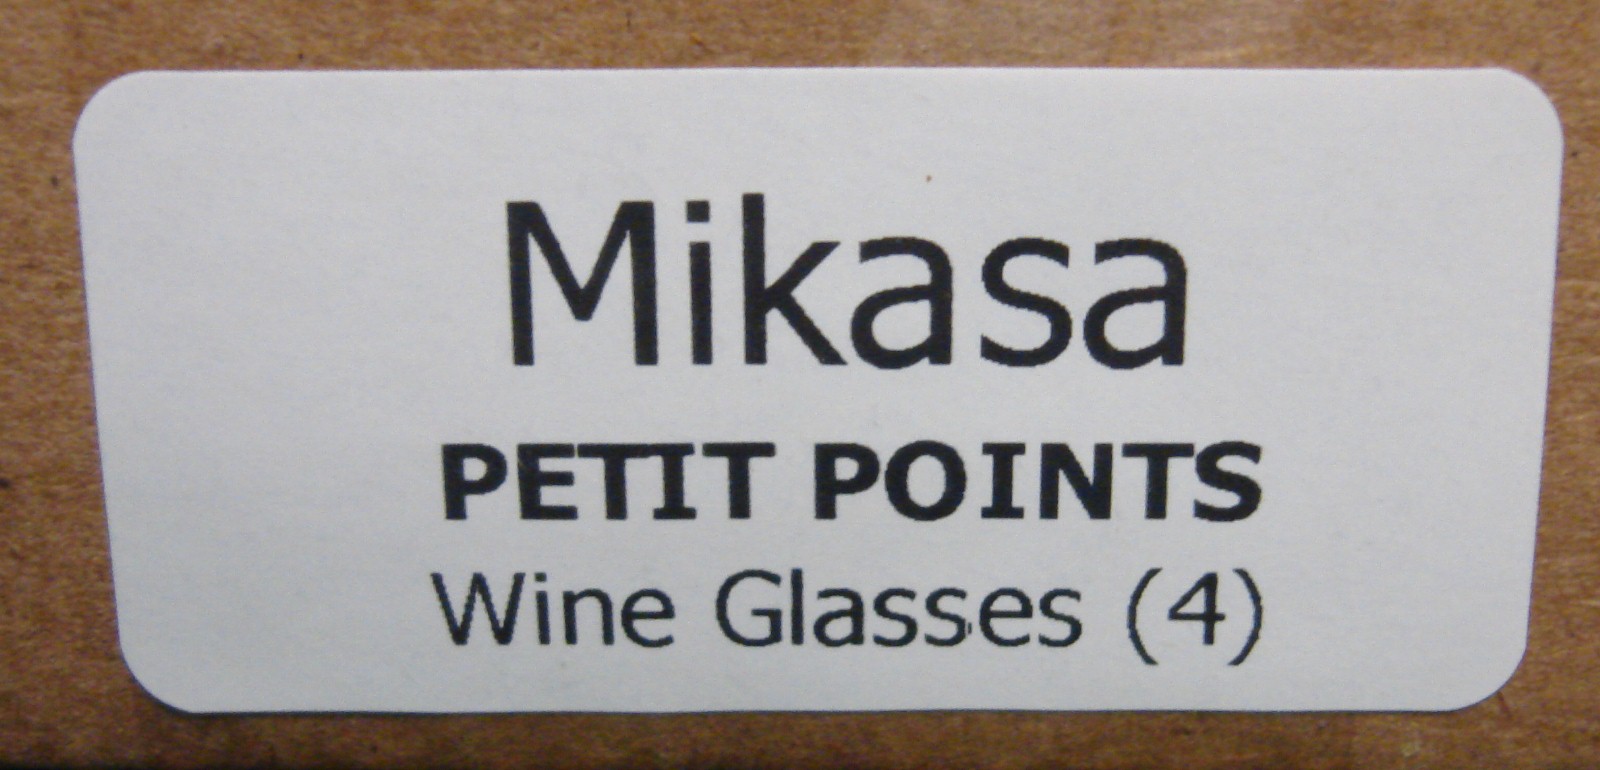 Mikasa
PETIT POINTS
Wine Glasses (4)